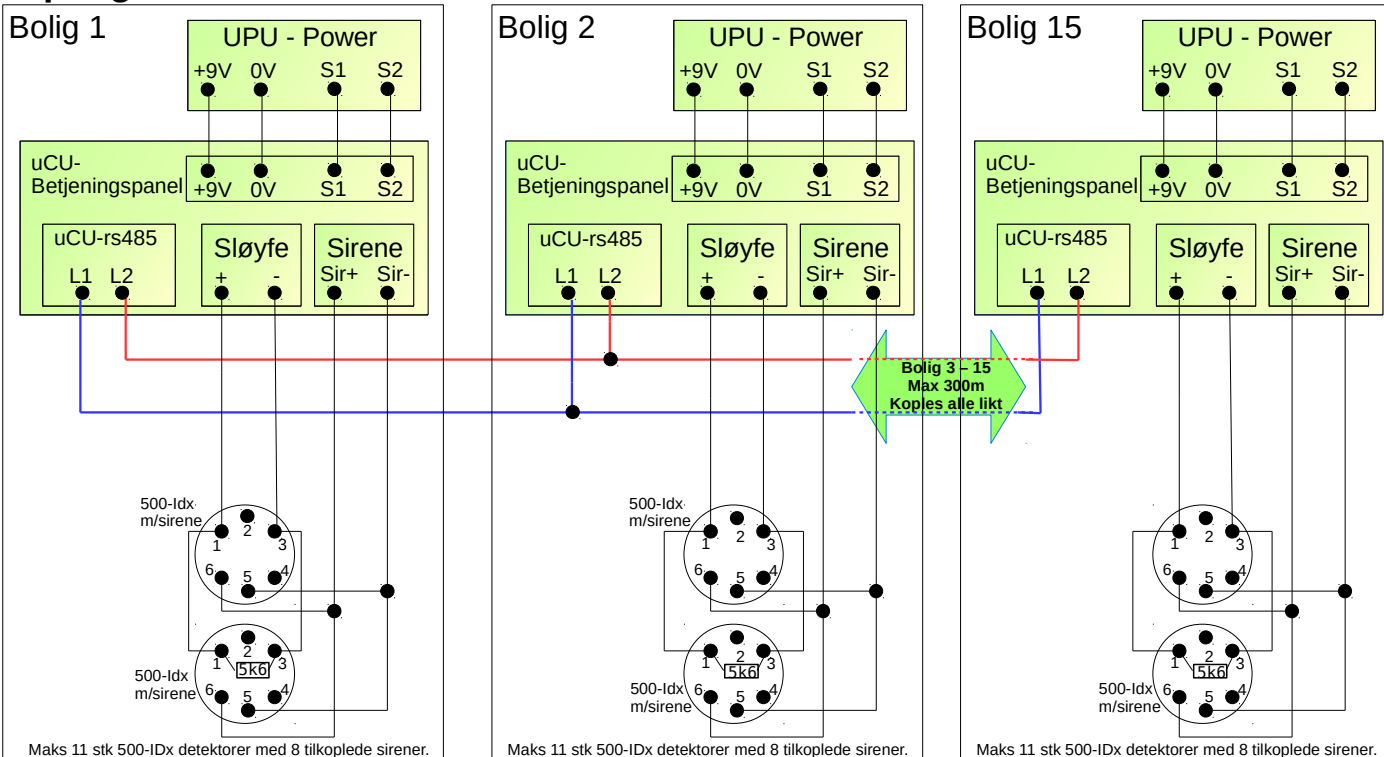 Bolig 1
UPU - Power
+9V 0V S1 S2
uCU-
Betjeningspanel
+9V 0V S1 S2
uCU-rs485
L1 L2
Sløyfe
+ -
Sirene
Sir+ Sir-
500-Idx
m/sirene
1 2 3
6 5 4
500-Idx
m/sirene
1 2 3
5k6
6 5 4
Maks 11 stk 500-IDx detektorer med 8 tilkoplede sirener.
Bolig 2
UPU - Power
+9V 0V S1 S2
uCU-
Betjeningspanel
+9V 0V S1 S2
uCU-rs485
L1 L2
Sløyfe
+ -
Sirene
Sir+ Sir-
500-Idx
m/sirene
1 2 3
6 5 4
500-Idx
m/sirene
1 2 3
5k6
6 5 4
Maks 11 stk 500-IDx detektorer med 8 tilkoplede sirener.
Bolig 3 – 15
Max 300m
Koples alle likt
Bolig 15
UPU - Power
+9V 0V S1 S2
uCU-
Betjeningspanel
+9V 0V S1 S2
uCU-rs485
L1 L2
Sløyfe
+ -
Sirene
Sir+ Sir-
1 2 3
6 5 4
500-Idx
m/sirene
1 2 3
5k6
6 5 4
Maks 11 stk 500-IDx detektorer med 8 tilkoplede sirener.